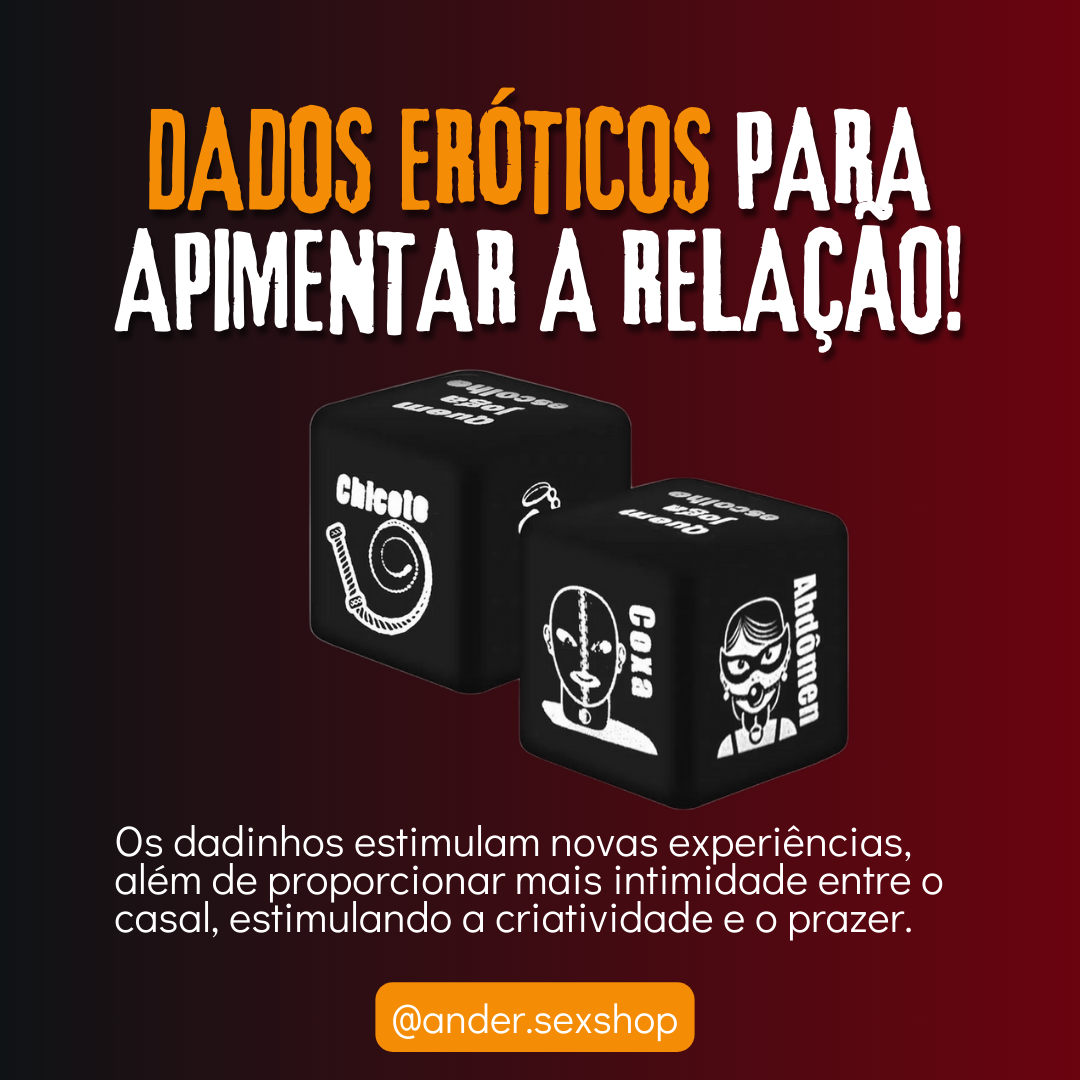 DADOS ERÓTICOS PARA
APIMENTAR A RELAÇÃO!
quem
joga
escolhe
Chicote
quem
joga
escolhe
Coxa
Abdômen
Os dadinhos estimulam novas experiências,
além de proporcionar mais intimidade entre o
casal, estimulando a criatividade e o prazer.
@ander.sexshop